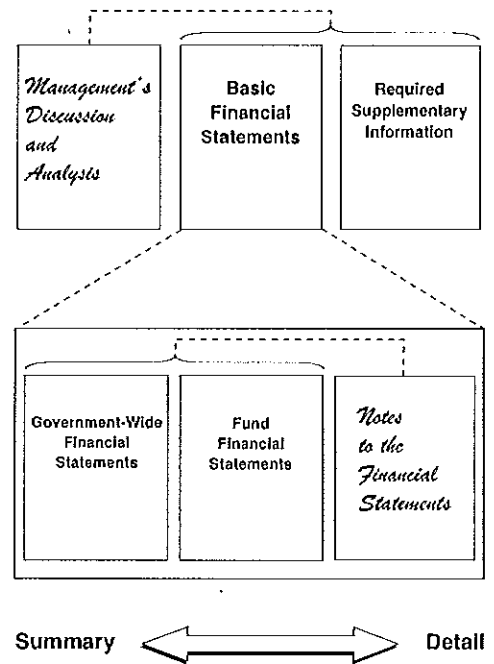 Management's
Discussion
and
Analysis
Basic
Financial
Statements
Required
Supplementary
Information
Government-Wide
Financial
Statements
Fund
Financial
Statements
Notes
to the
Financial
Statements
Summary
Detail